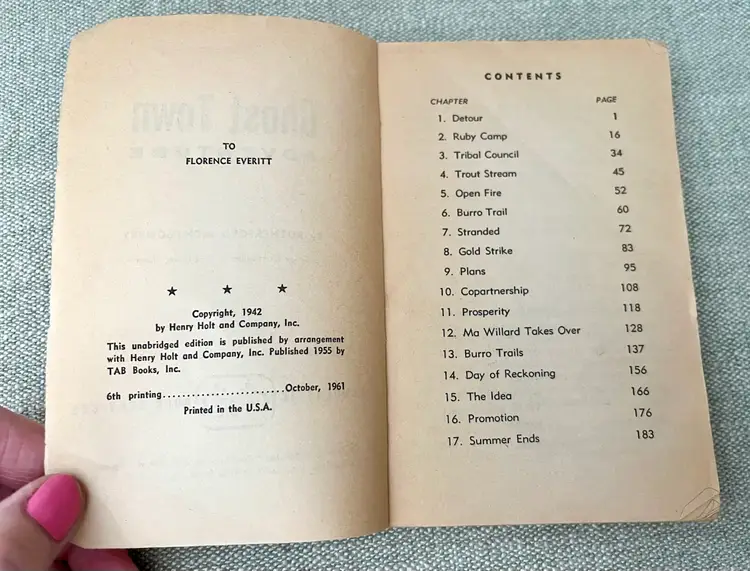 TO
FLORENCE EVERITT
★ ★ ★
Copyright, 1942
by Henry Holt and Company, Inc.
This unabridged edition is published by arrangement
with Henry Holt and Company, Inc. Published 1955 by
TAB Books, Inc.
6th printing........................October, 1961
Printed in the U.S.A.
CONTENTS
CHAPTER PAGE
1. Detour 1
2. Ruby Camp 16
3. Tribal Council 34
4. Trout Stream 45
5. Open Fire 52
6. Burro Trail 60
7. Stranded 72
8. Gold Strike 83
9. Plans 95
10. Copartnership 108
11. Prosperity 118
12. Ma Willard Takes Over 128
13. Burro Trails 137
14. Day of Reckoning 156
15. The Idea 166
16. Promotion 176
17. Summer Ends 183